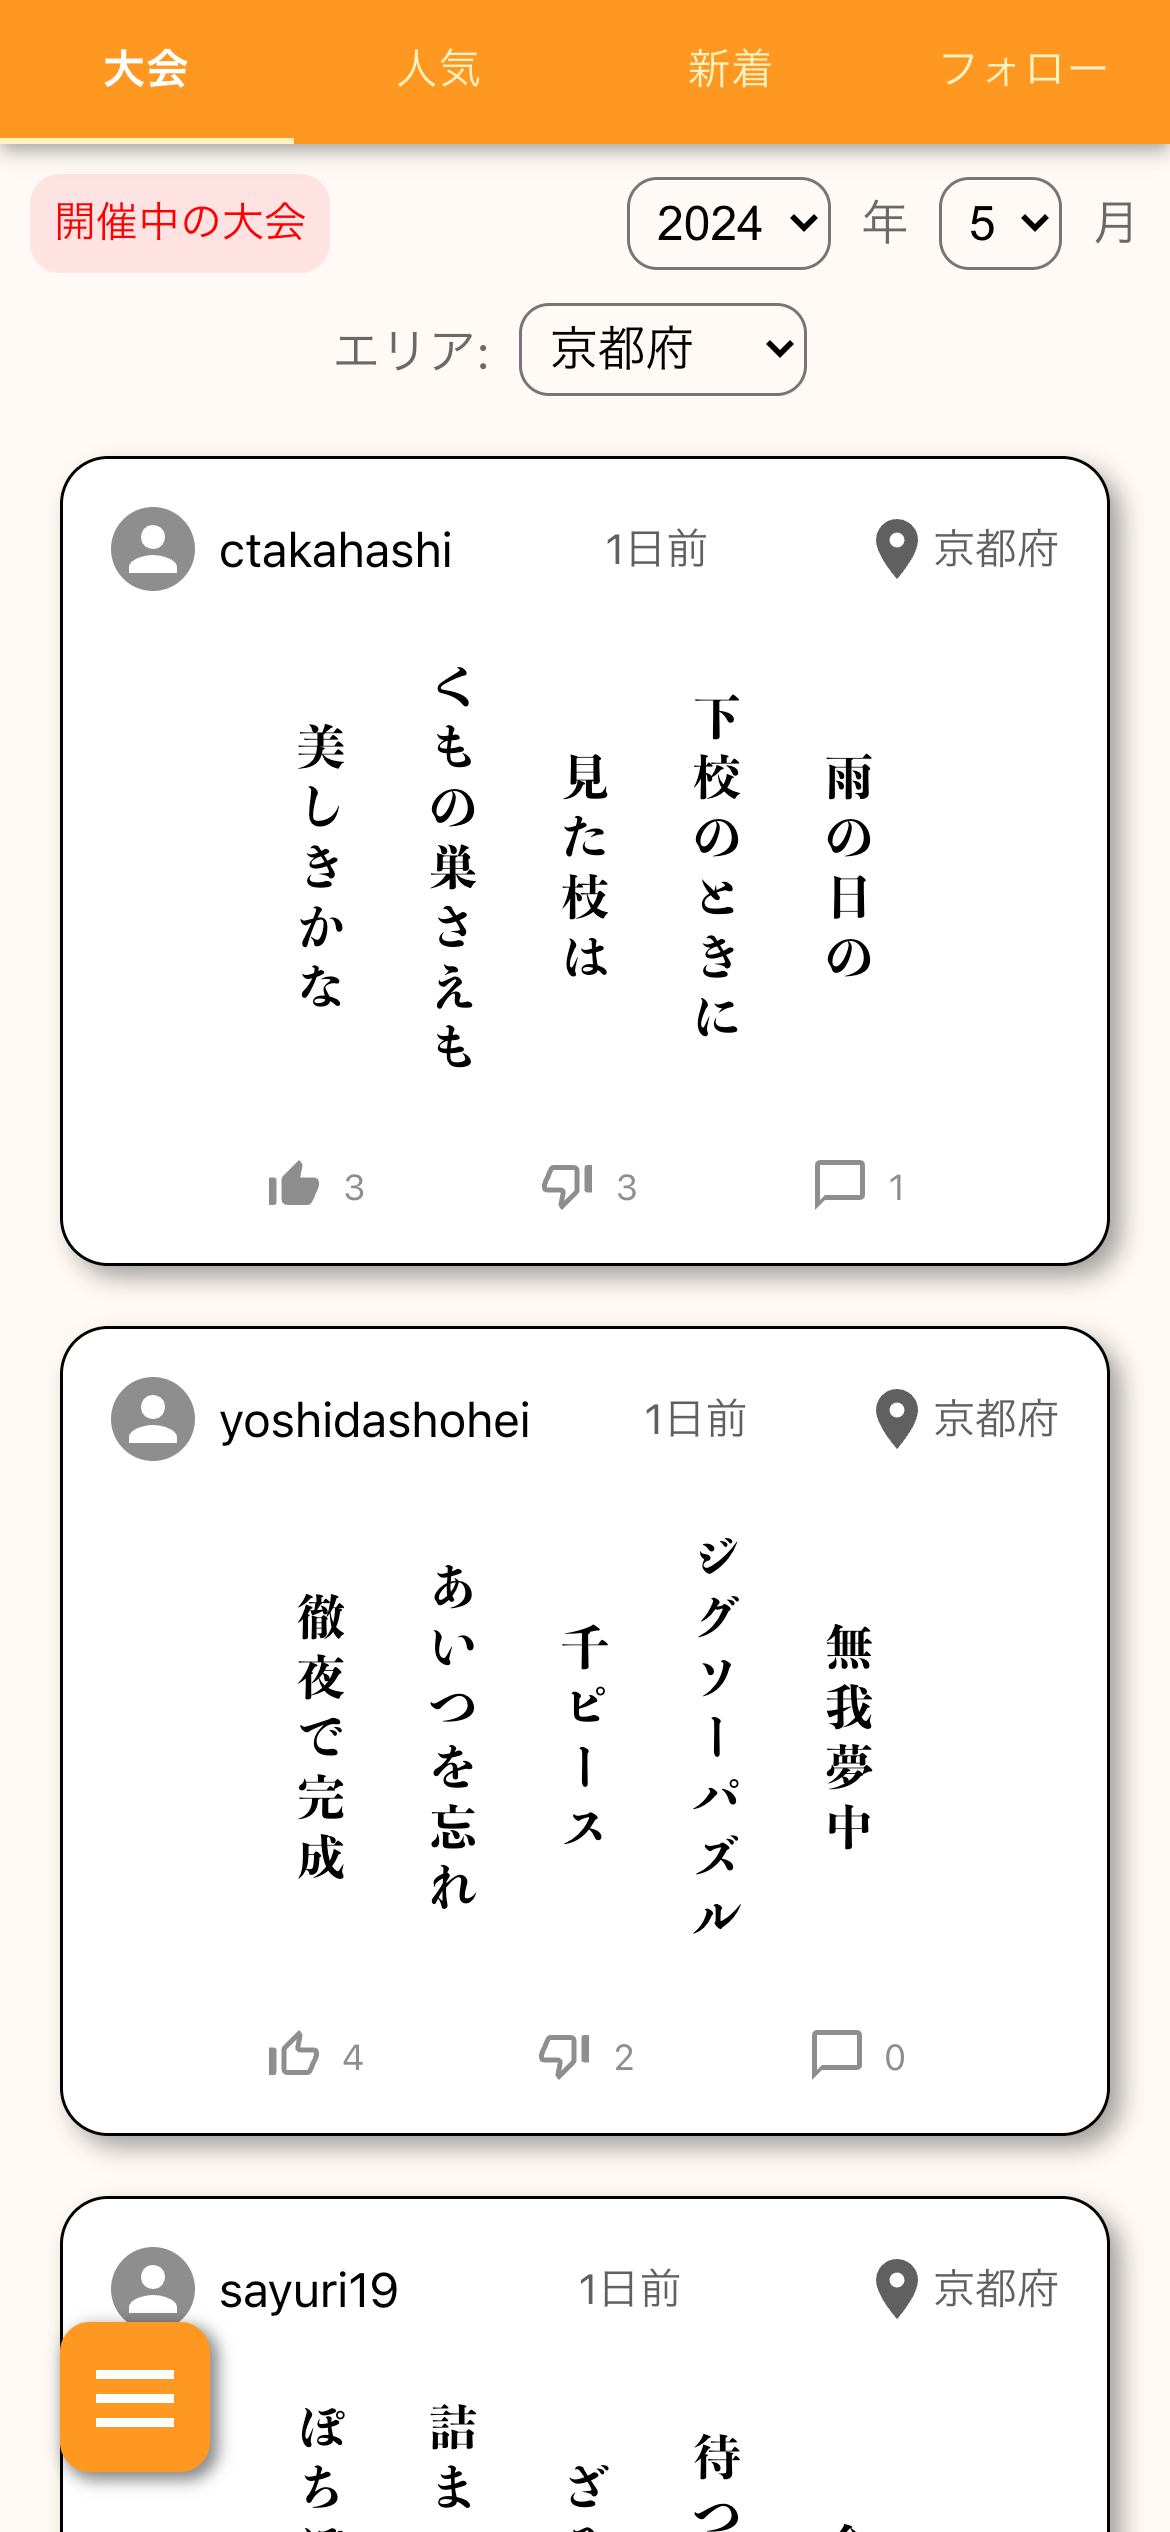 大会 人気 新着 フォロー
開催中の大会 2024 年 5 月
エリア: 京都府
ctakahashi 1日前 京都府
雨の日の
下校のときに
見た枝は
くもの巣さえも
美しきかな
3 3 1
yoshidashohei 1日前 京都府
無我夢中
ジグソーパズル
千ピース
あいつを忘れ
徹夜で完成
4 2 0
sayuri19 1日前 京都府
待つ
ざ
詰ま
ぽち